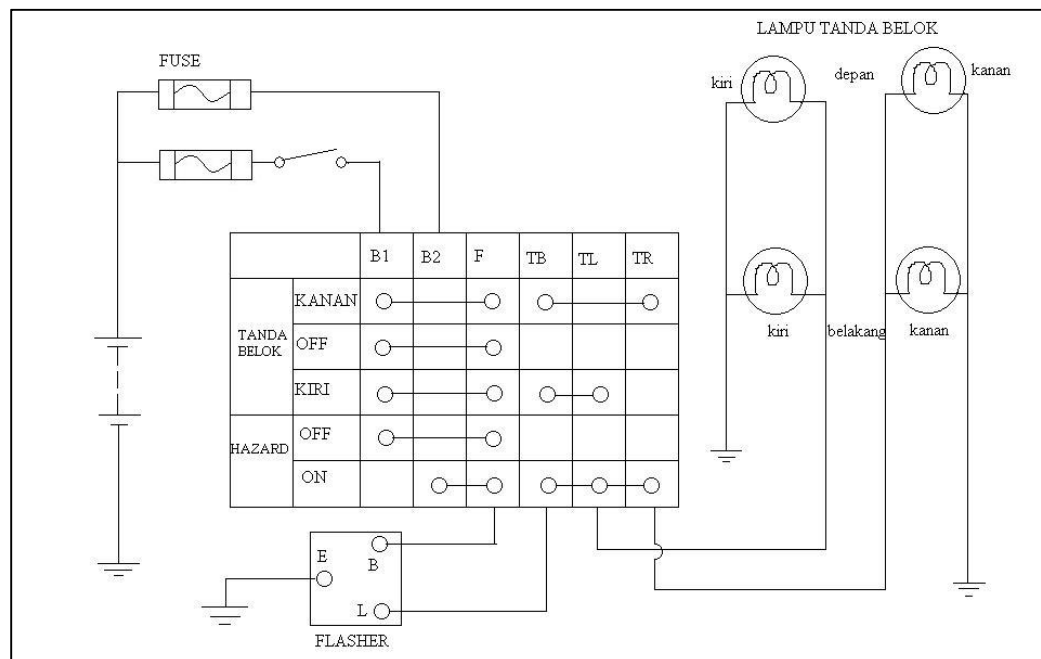 LAMPU TANDA BELOK
FUSE
kiri
depan
kanan
B1 B2 F TB TL TR
KANAN
TANDA
BELOK
OFF
KIRI
HAZARD
OFF
ON
kiri
belakang
kanan
E
B
L
FLASHER